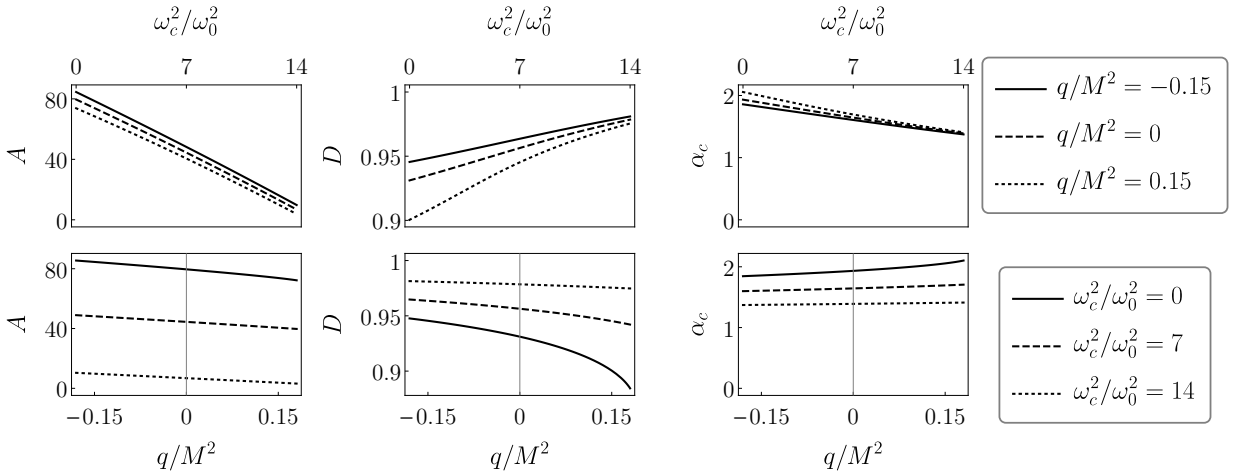 ω_c^2/ω_0^2 ω_c^2/ω_0^2 ω_c^2/ω_0^2
0 7 14 0 7 14 0 7 14
A 80 40 0
D 1 0.95 0.9
α_c 2 1 0
q/M^2 = −0.15
q/M^2 = 0
q/M^2 = 0.15
A 80 40 0
D 1 0.95 0.9
α_c 2 1 0
ω_c^2/ω_0^2 = 0
ω_c^2/ω_0^2 = 7
ω_c^2/ω_0^2 = 14
−0.15 0 0.15 −0.15 0 0.15 −0.15 0 0.15
q/M^2 q/M^2 q/M^2